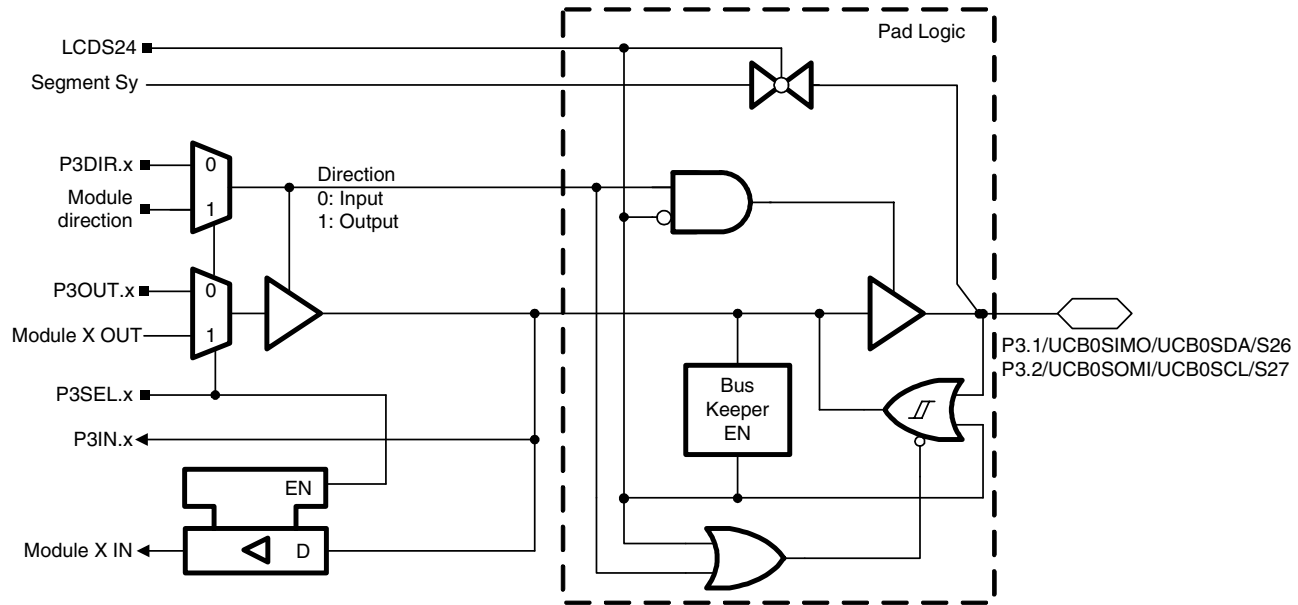 Pad Logic
LCDS24
Segment Sy
P3DIR.x
0
Module
direction
1
Direction
0: Input
1: Output
P3OUT.x
0
Module X OUT
1
P3SEL.x
P3IN.x
EN
Module X IN
D
Bus
Keeper
EN
P3.1/UCB0SIMO/UCB0SDA/S26
P3.2/UCB0SOMI/UCB0SCL/S27